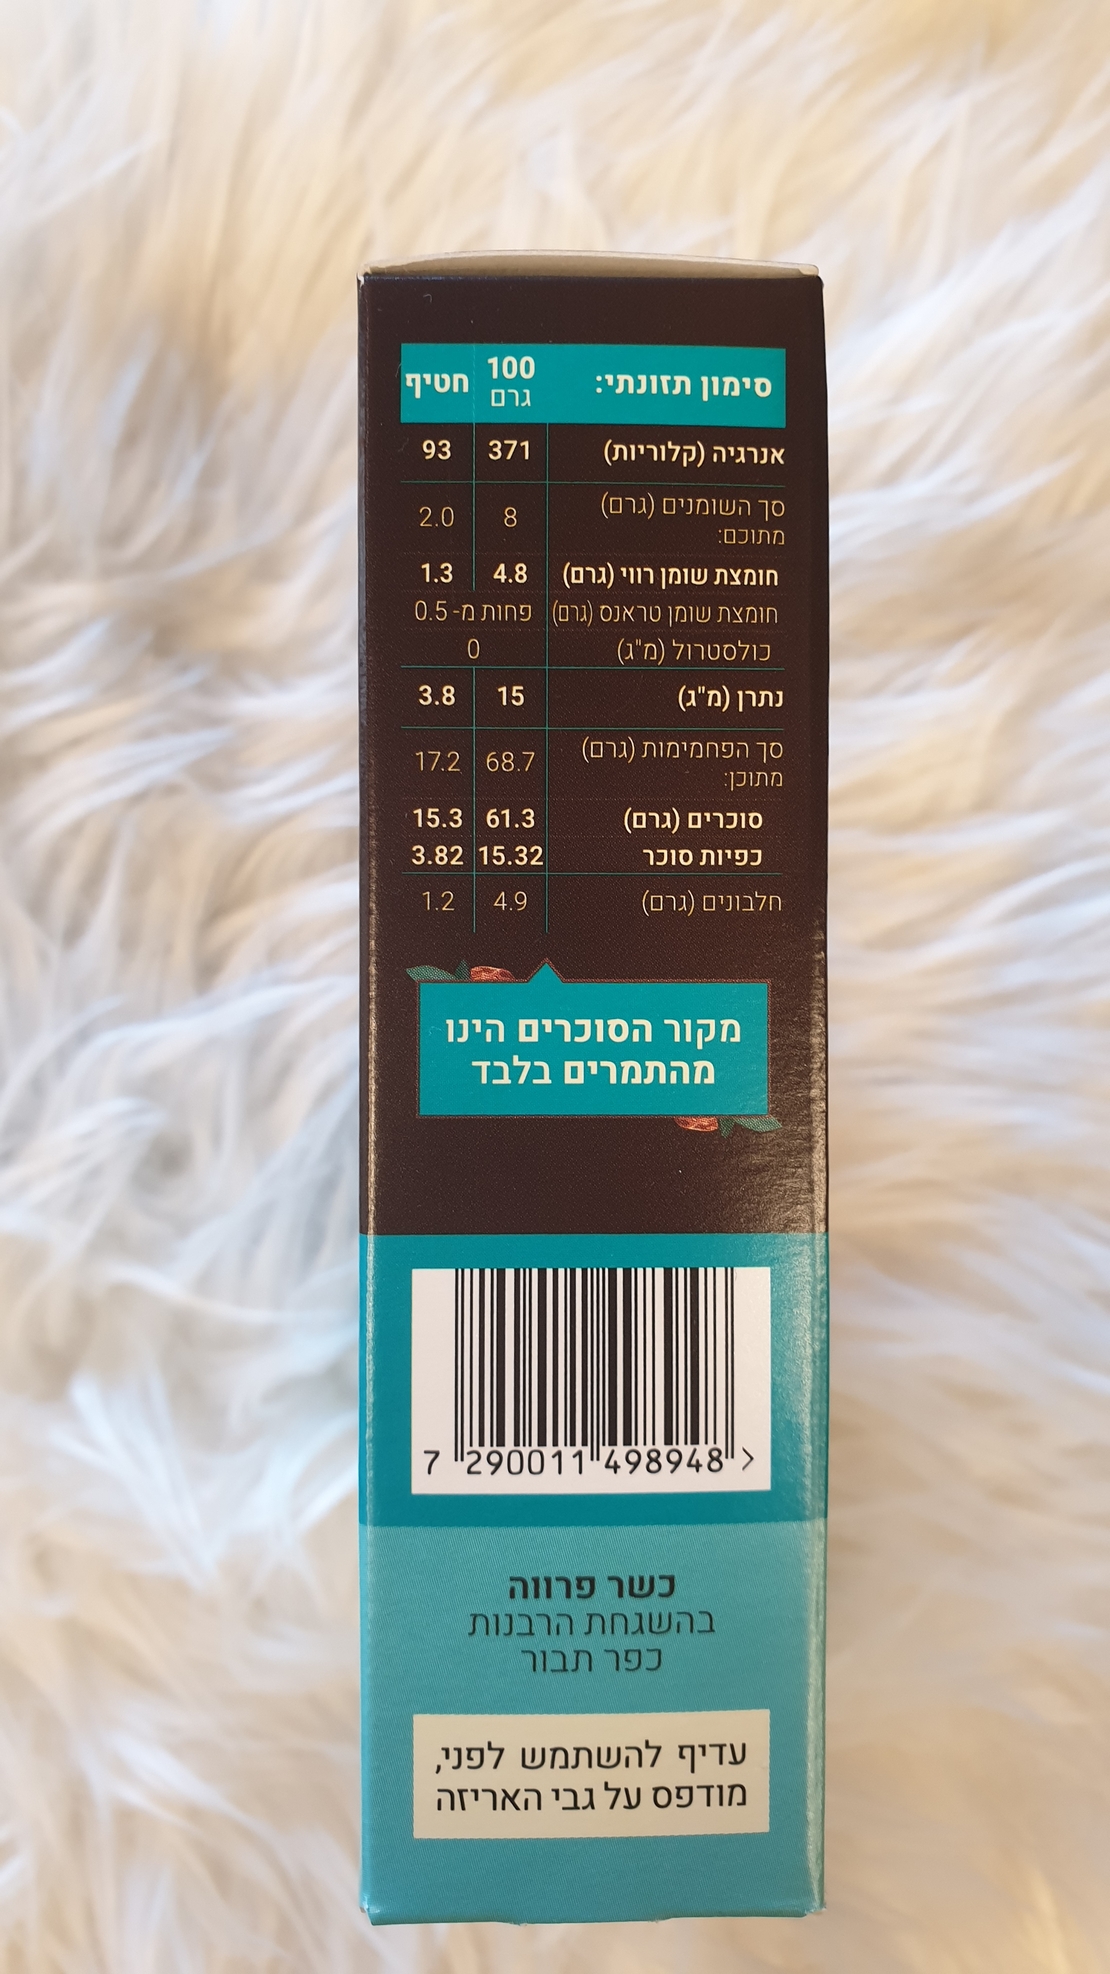 סימון תזונתי: 100 גרם חטיף
אנרגיה (קלוריות) 371 93
סך השומנים (גרם) מתוכם: 8 2.0
חומצת שומן רווי (גרם) 4.8 1.3
חומצת שומן טראנס (גרם) פחות מ- 0.5
כולסטרול (מ"ג) 0
נתרן (מ"ג) 15 3.8
סך הפחמימות (גרם) מתוכן: 68.7 17.2
סוכרים (גרם) 61.3 15.3
כפיות סוכר 15.32 3.82
חלבונים (גרם) 4.9 1.2
מקור הסוכרים הינו
מהתמרים בלבד
7 290011 498948 >
כשר פרווה
בהשגחת הרבנות
כפר תבור
עדיף להשתמש לפני,
מודפס על גבי האריזה